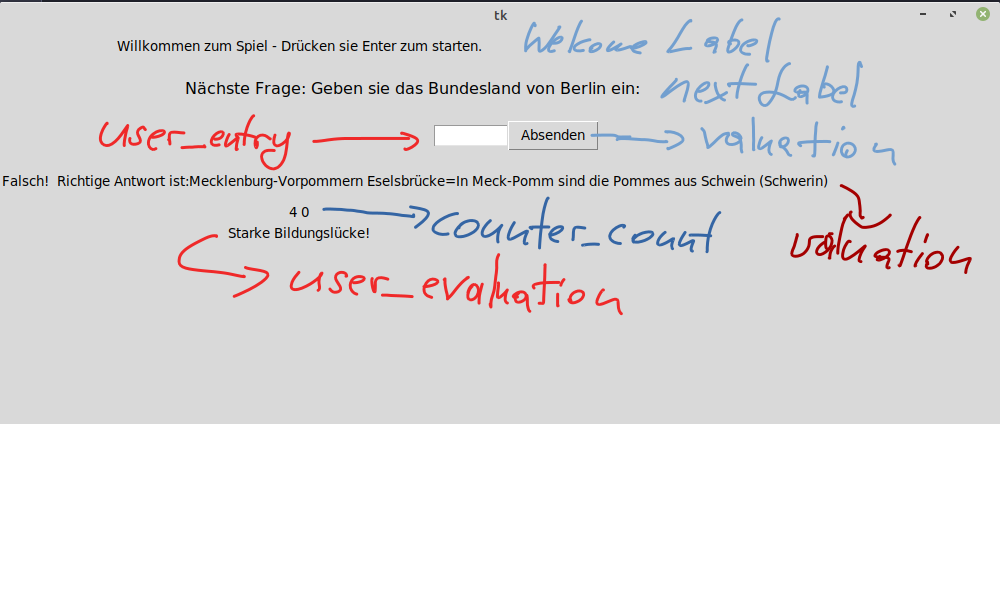 tk
Willkommen zum Spiel - Drücken sie Enter zum starten. Welcome Label
Nächste Frage: Geben sie das Bundesland von Berlin ein: next Label
user_entry Absenden valuation
Falsch! Richtige Antwort ist:Mecklenburg-Vorpommern Eselsbrücke=In Meck-Pomm sind die Pommes aus Schwein (Schwerin)
4 0 counter_count valuation
Starke Bildungslücke!
user_evaluation